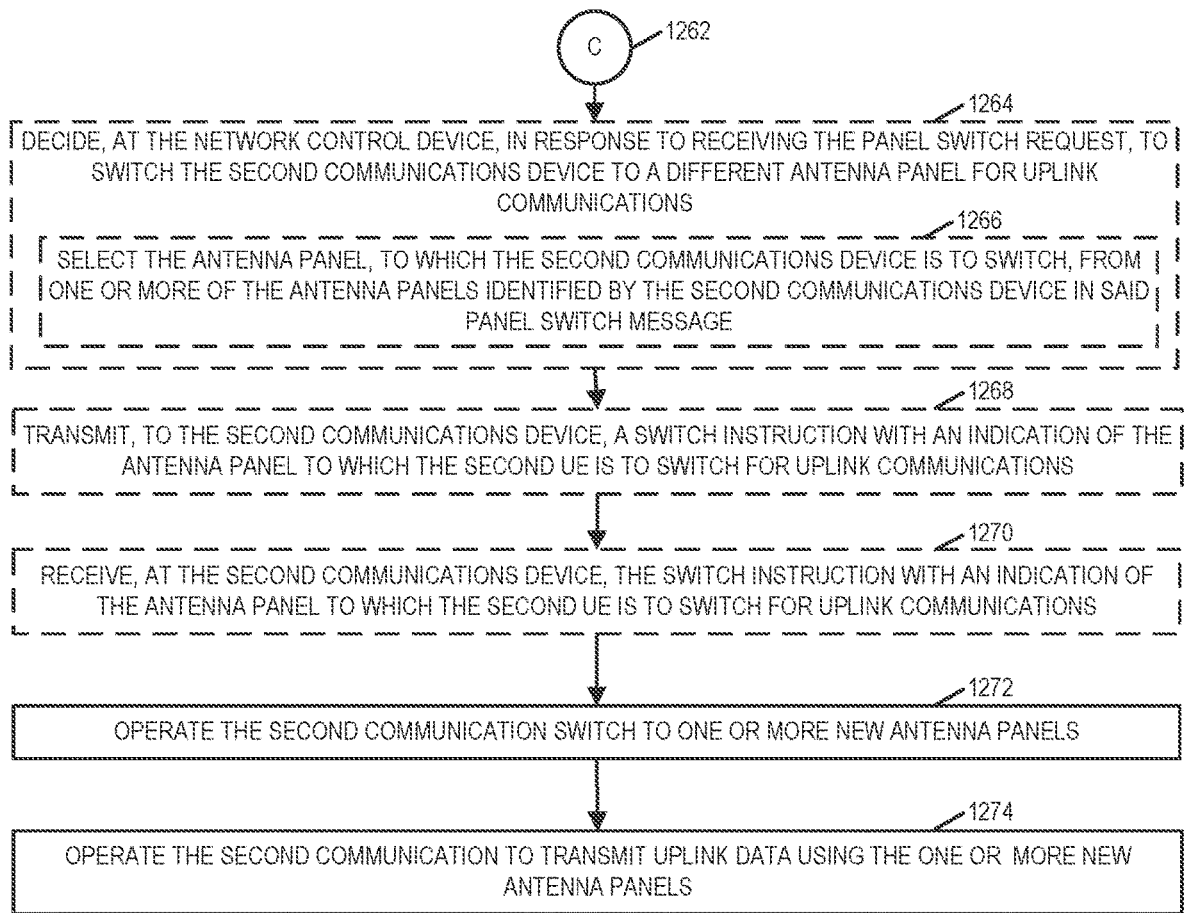 C
1262
1264
DECIDE, AT THE NETWORK CONTROL DEVICE, IN RESPONSE TO RECEIVING THE PANEL SWITCH REQUEST, TO
SWITCH THE SECOND COMMUNICATIONS DEVICE TO A DIFFERENT ANTENNA PANEL FOR UPLINK
COMMUNICATIONS
1266
SELECT THE ANTENNA PANEL, TO WHICH THE SECOND COMMUNICATIONS DEVICE IS TO SWITCH, FROM
ONE OR MORE OF THE ANTENNA PANELS IDENTIFIED BY THE SECOND COMMUNICATIONS DEVICE IN SAID
PANEL SWITCH MESSAGE
1268
TRANSMIT, TO THE SECOND COMMUNICATIONS DEVICE, A SWITCH INSTRUCTION WITH AN INDICATION OF THE
ANTENNA PANEL TO WHICH THE SECOND UE IS TO SWITCH FOR UPLINK COMMUNICATIONS
1270
RECEIVE, AT THE SECOND COMMUNICATIONS DEVICE, THE SWITCH INSTRUCTION WITH AN INDICATION OF
THE ANTENNA PANEL TO WHICH THE SECOND UE IS TO SWITCH FOR UPLINK COMMUNICATIONS
1272
OPERATE THE SECOND COMMUNICATION SWITCH TO ONE OR MORE NEW ANTENNA PANELS
1274
OPERATE THE SECOND COMMUNICATION TO TRANSMIT UPLINK DATA USING THE ONE OR MORE NEW
ANTENNA PANELS